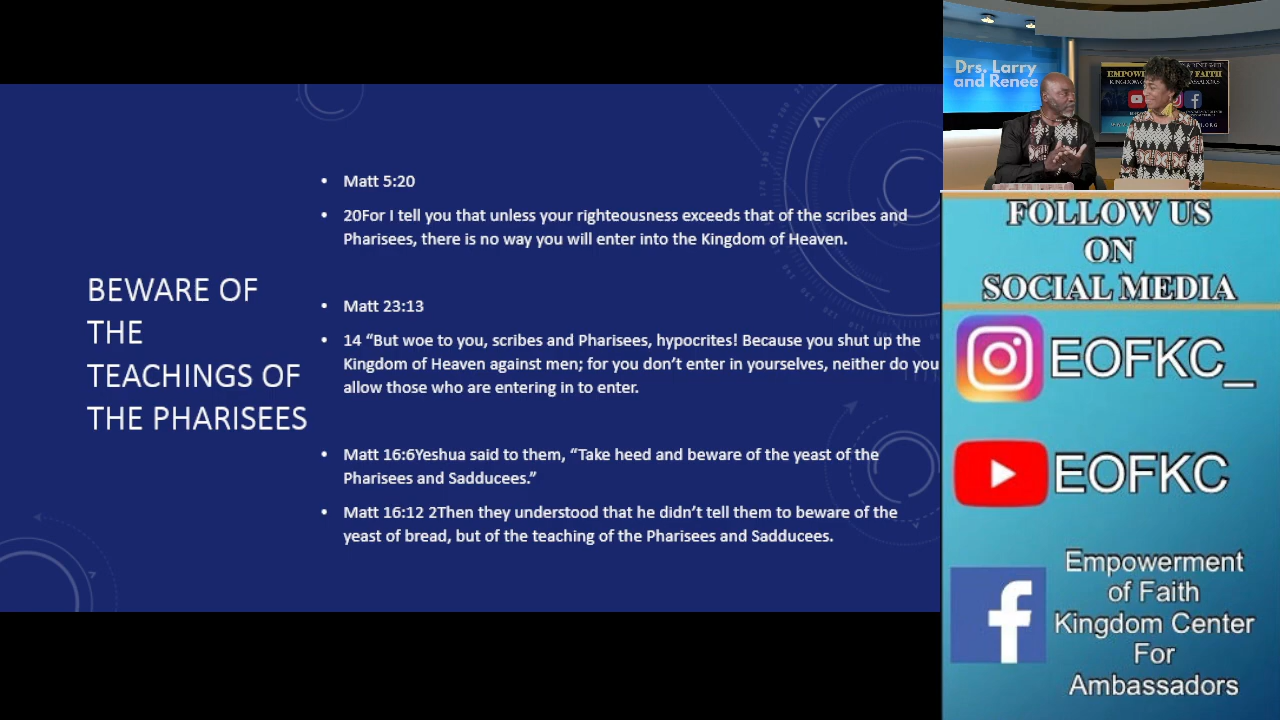 BEWARE OF
THE
TEACHINGS OF
THE PHARISEES
• Matt 5:20
• 20For I tell you that unless your righteousness exceeds that of the scribes and
Pharisees, there is no way you will enter into the Kingdom of Heaven.
• Matt 23:13
• 14 “But woe to you, scribes and Pharisees, hypocrites! Because you shut up the
Kingdom of Heaven against men; for you don’t enter in yourselves, neither do you
allow those who are entering in to enter.
• Matt 16:6Yeshua said to them, “Take heed and beware of the yeast of the
Pharisees and Sadducees.”
• Matt 16:12 2Then they understood that he didn’t tell them to beware of the
yeast of bread, but of the teaching of the Pharisees and Sadducees.
Drs. Larry
and Renee
FOLLOW US
ON
SOCIAL MEDIA
EOFKC_
EOFKC
Empowerment
of Faith
Kingdom Center
For
Ambassadors